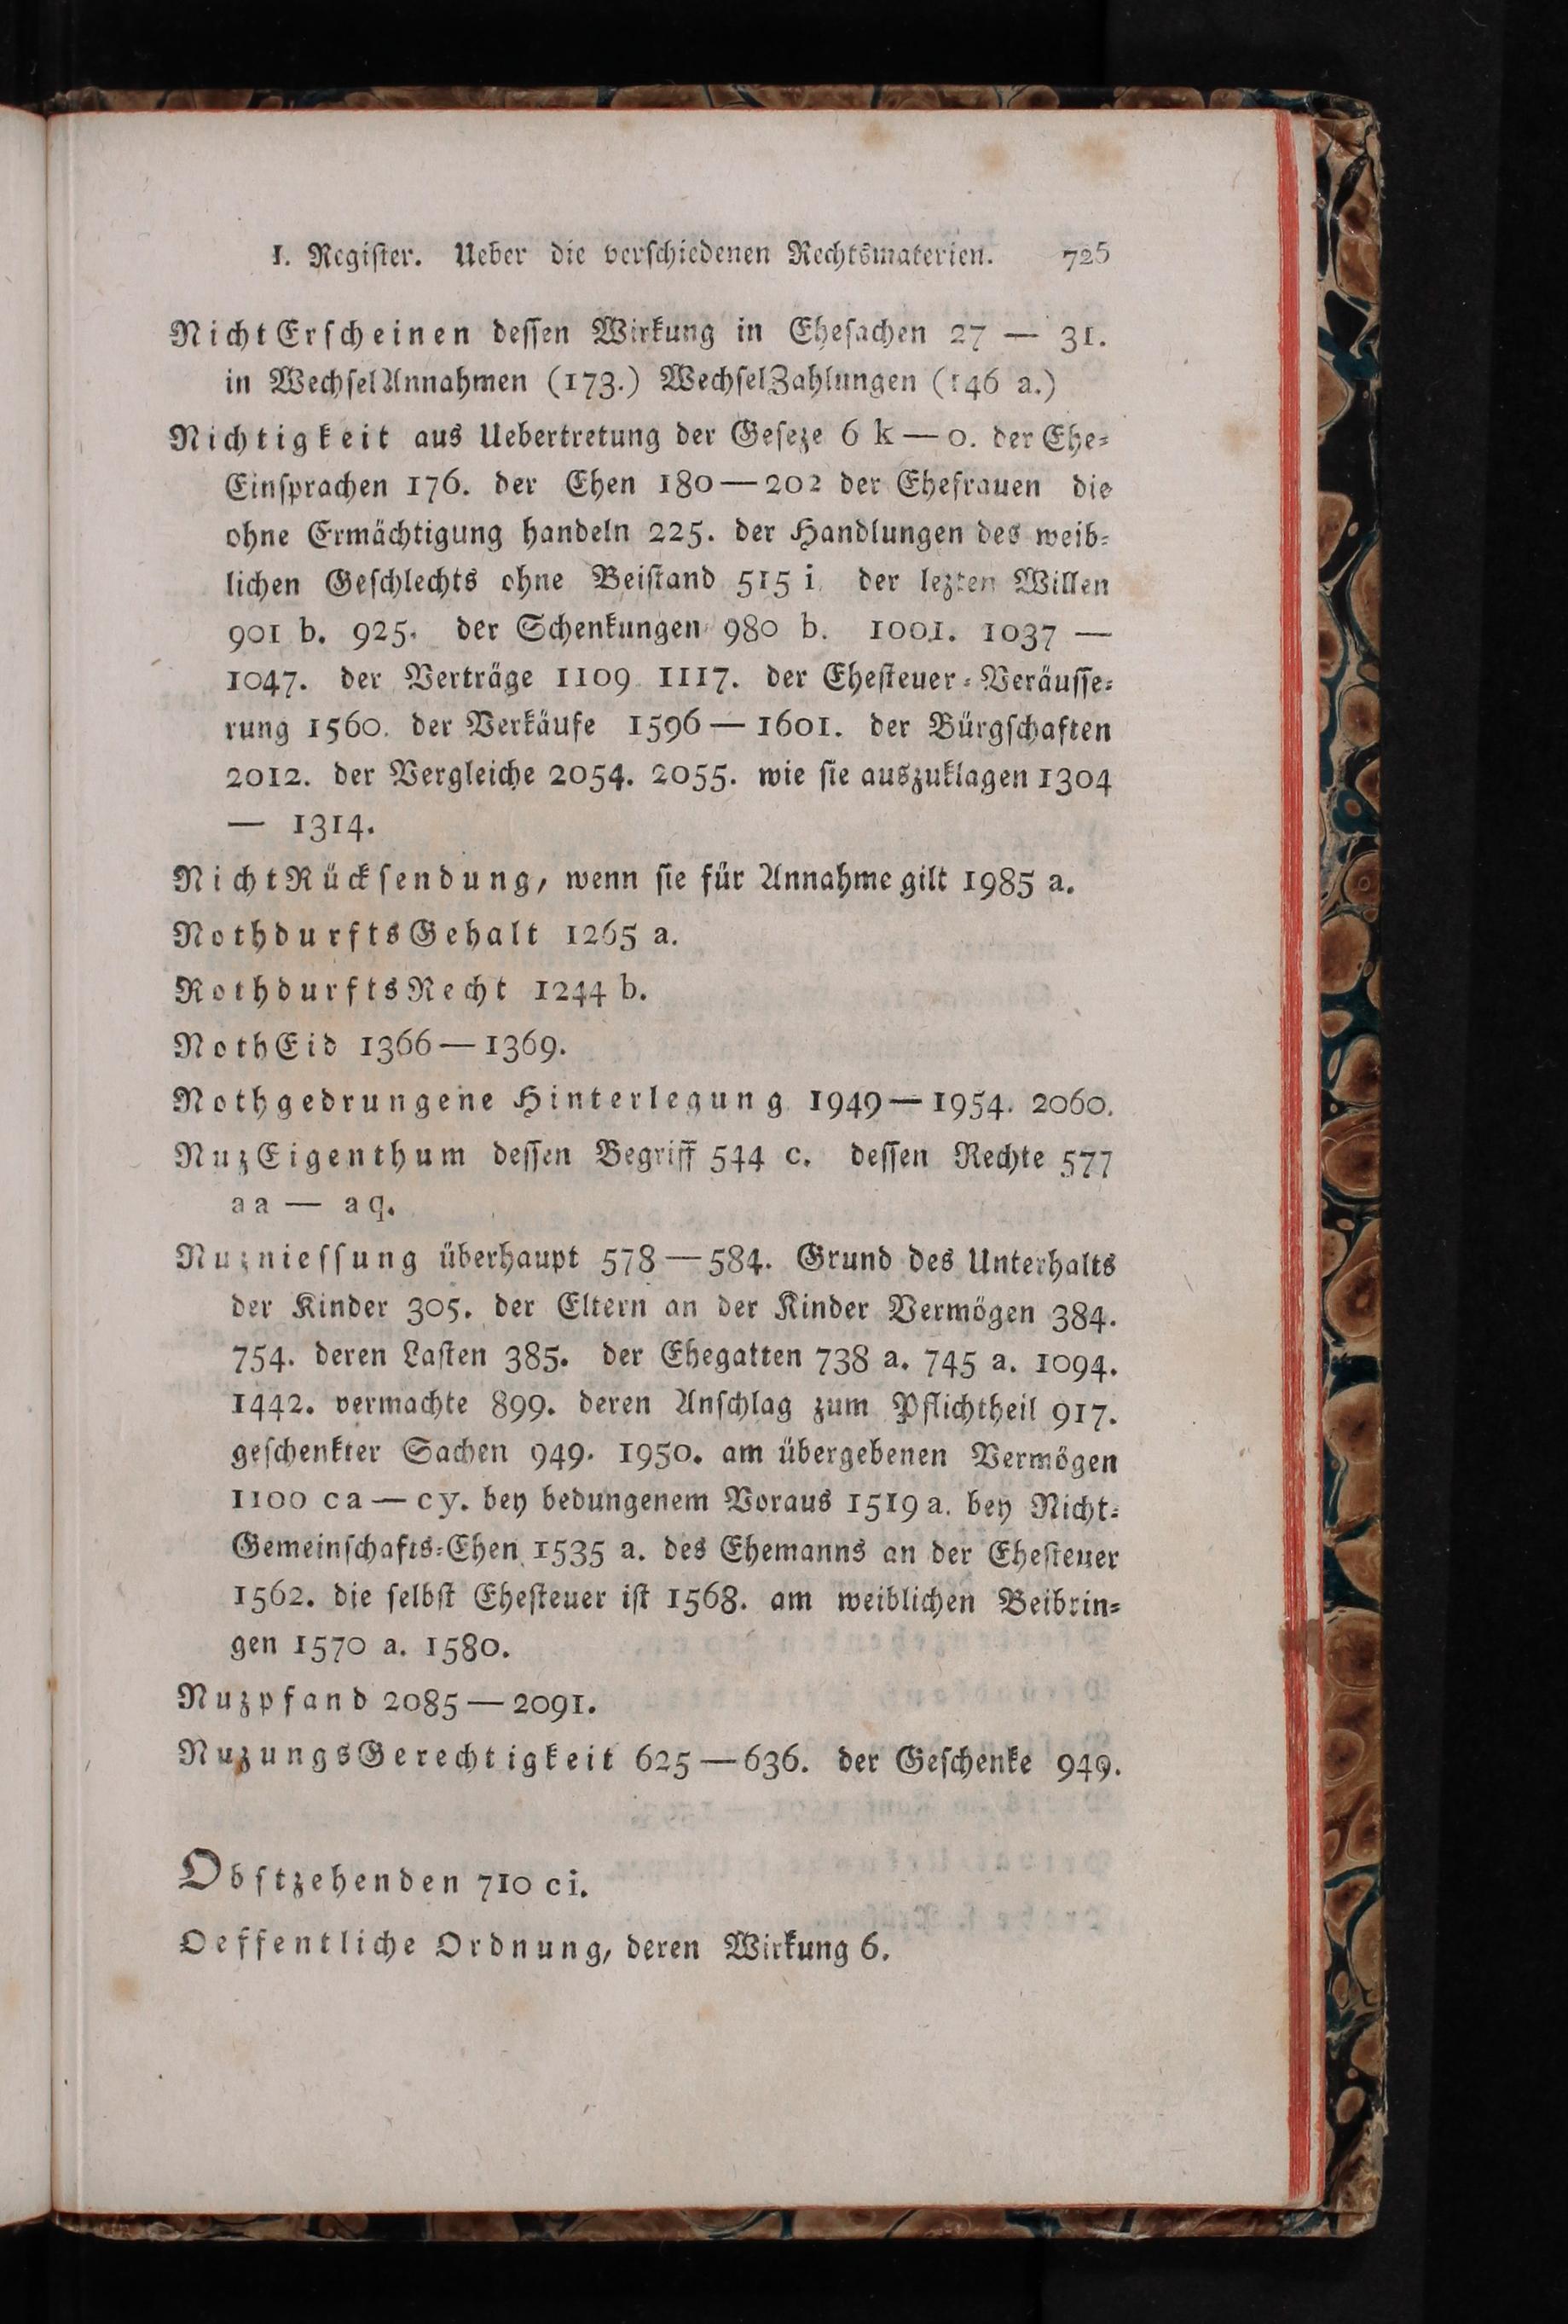 1. Register. Ueber die verschiedenen Rechtsmaterien. 725
NichtErscheinen dessen Wirkung in Ehesachen 27 — 31.
in WechselAnnahmen (173.) WechselZahlungen (146 a.)
Nichtigkeit aus Uebertretung der Geseze 6 k — o. der Ehe-
Einsprachen 176. der Ehen 180 — 202 der Ehefrauen die
ohne Ermächtigung handeln 225. der Handlungen des weib-
lichen Geschlechts ohne Beistand 515 i. der lezten Willen
901 b. 925. der Schenkungen 980 b. 1001. 1037 —
1047. der Verträge 1109 1117. der Ehesteuer-Veräusse-
rung 1560. der Verkäufe 1596 — 1601. der Bürgschaften
2012. der Vergleiche 2054. 2055. wie sie auszuklagen 1304
— 1314.
NichtRücksendung, wenn sie für Annahme gilt 1985 a.
NothdurftsGehalt 1265 a.
RothdurftsRecht 1244 b.
NothEid 1366 — 1369.
Nothgedrungene Hinterlegung 1949 — 1954. 2060.
NuzEigenthum dessen Begriff 544 c. dessen Rechte 577
aa — aq.
Nuzniessung überhaupt 578 — 584. Grund des Unterhalts
der Kinder 305. der Eltern an der Kinder Vermögen 384.
754. deren Lasten 385. der Ehegatten 738 a. 745 a. 1094.
1442. vermachte 899. deren Anschlag zum Pflichtheil 917.
geschenkter Sachen 949. 1950. am übergebenen Vermögen
1100 ca — cy. bey bedungenem Voraus 1519 a. bey Nicht-
Gemeinschafts-Ehen 1535 a. des Ehemanns an der Ehesteuer
1562. die selbst Ehesteuer ist 1568. am weiblichen Beibrin-
gen 1570 a. 1580.
Nuzpfand 2085 — 2091.
NuzungsGerechtigkeit 625 — 636. der Geschenke 949.
Obstzehenden 710 ci.
Oeffentliche Ordnung, deren Wirkung 6.